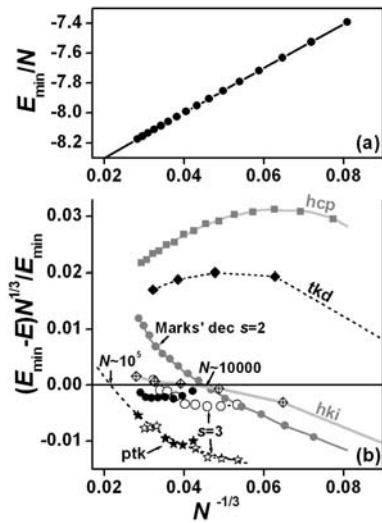 -7.4
-7.6
-7.8
-8.0
-8.2
E_min/N
(a)
0.02 0.04 0.06 0.08
0.03
0.02
0.01
0.00
-0.01
(E_min-E)N^1/3/E_min
hcp
tkd
Marks' dec s=2
N~10^5
N~10000
hki
s=3
ptk
(b)
0.02 0.04 0.06 0.08
N^-1/3